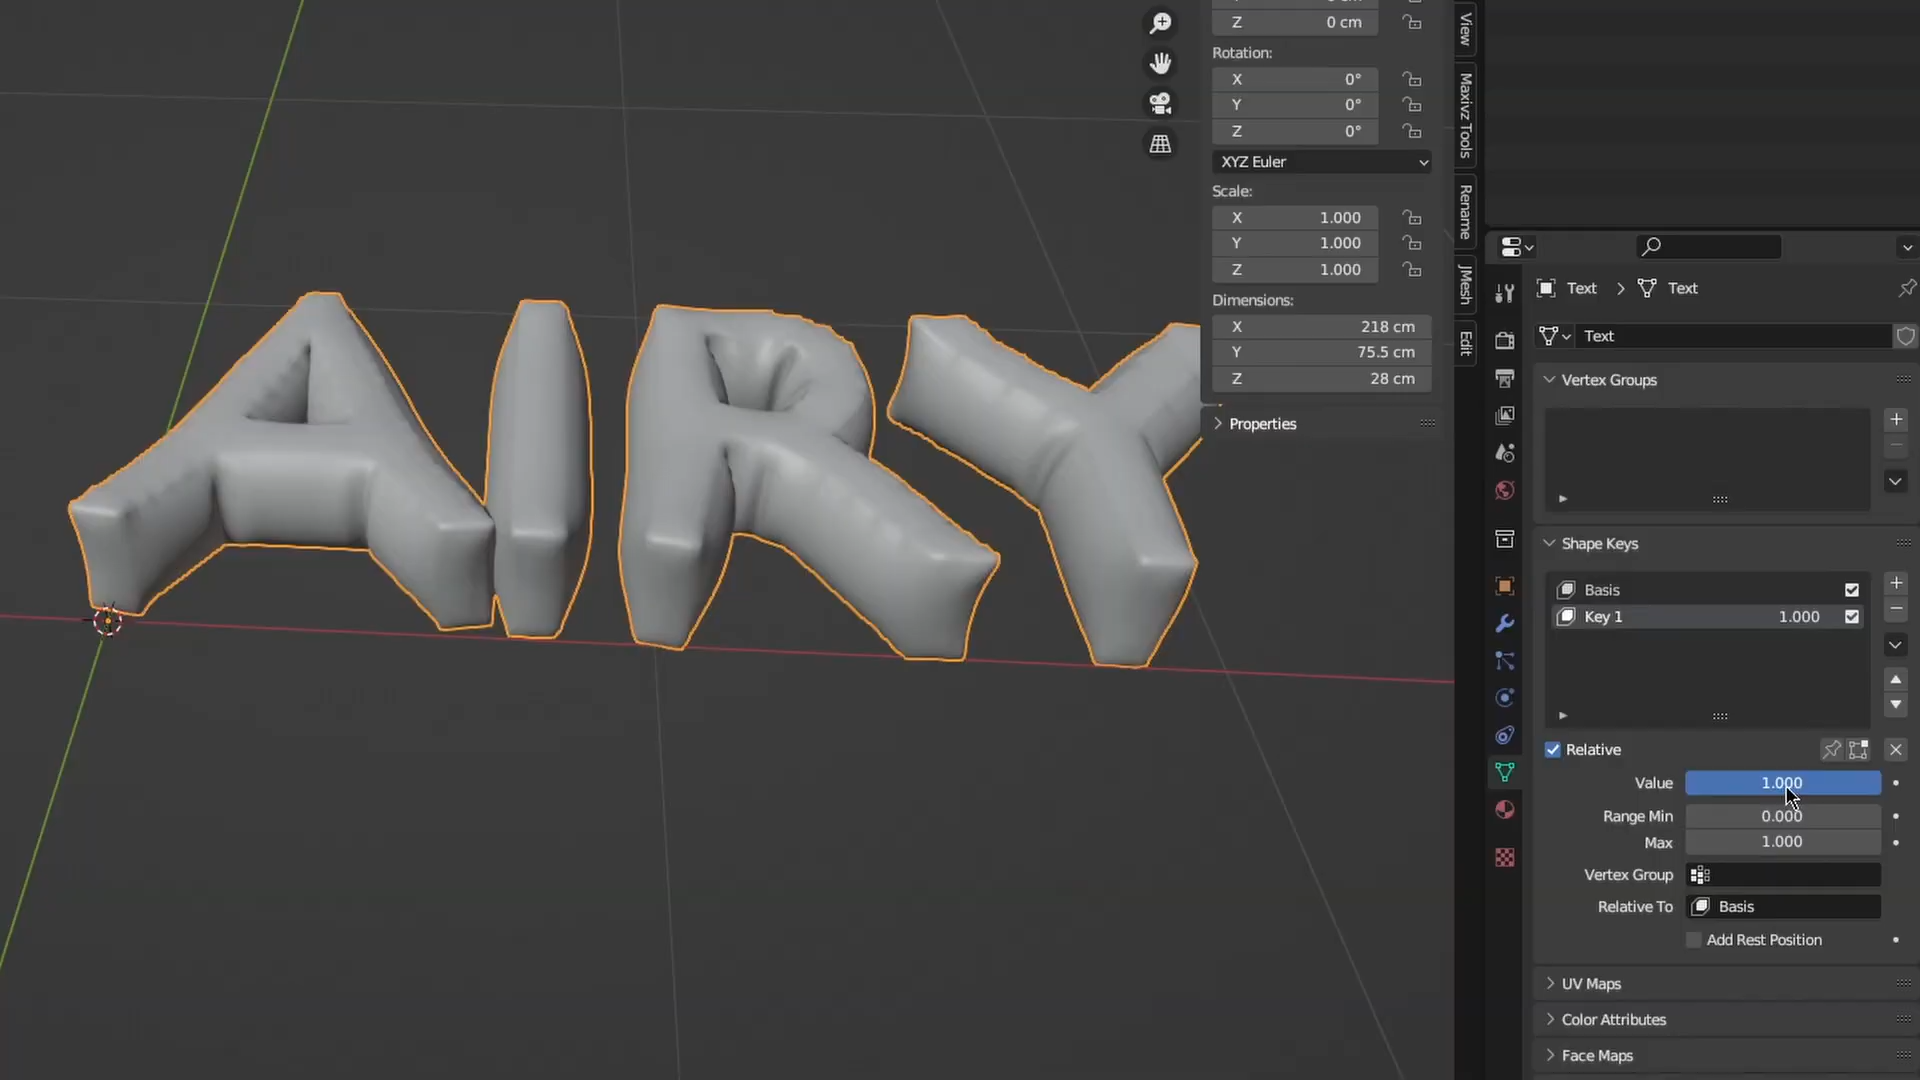 AIRY
Z 0 cm
Rotation:
X 0°
Y 0°
Z 0°
XYZ Euler
Scale:
X 1.000
Y 1.000
Z 1.000
Dimensions:
X 218 cm
Y 75.5 cm
Z 28 cm
Properties
View
Maxivz Tools
Rename
JMesh
Edit
Text Text
Text
Vertex Groups
Shape Keys
Basis
Key 1 1.000
Relative
Value 1.000
Range Min 0.000
Max 1.000
Vertex Group
Relative To Basis
Add Rest Position
UV Maps
Color Attributes
Face Maps